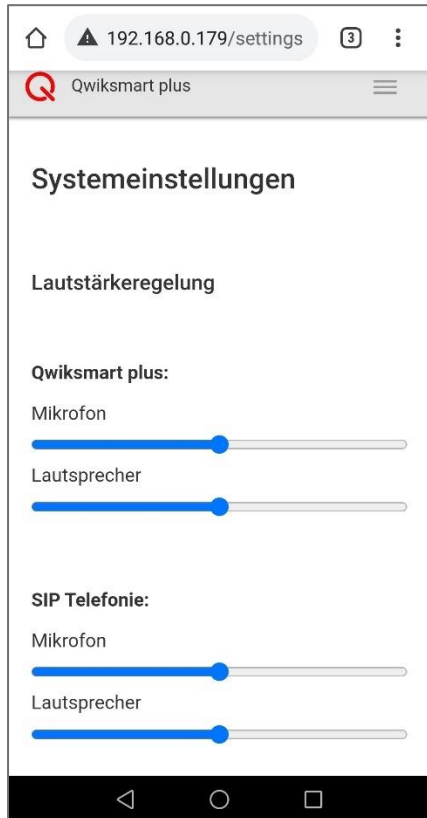 192.168.0.179/settings 3
Qwiksmart plus
Systemeinstellungen
Lautstärkeregelung
Qwiksmart plus:
Mikrofon
Lautsprecher
SIP Telefonie:
Mikrofon
Lautsprecher